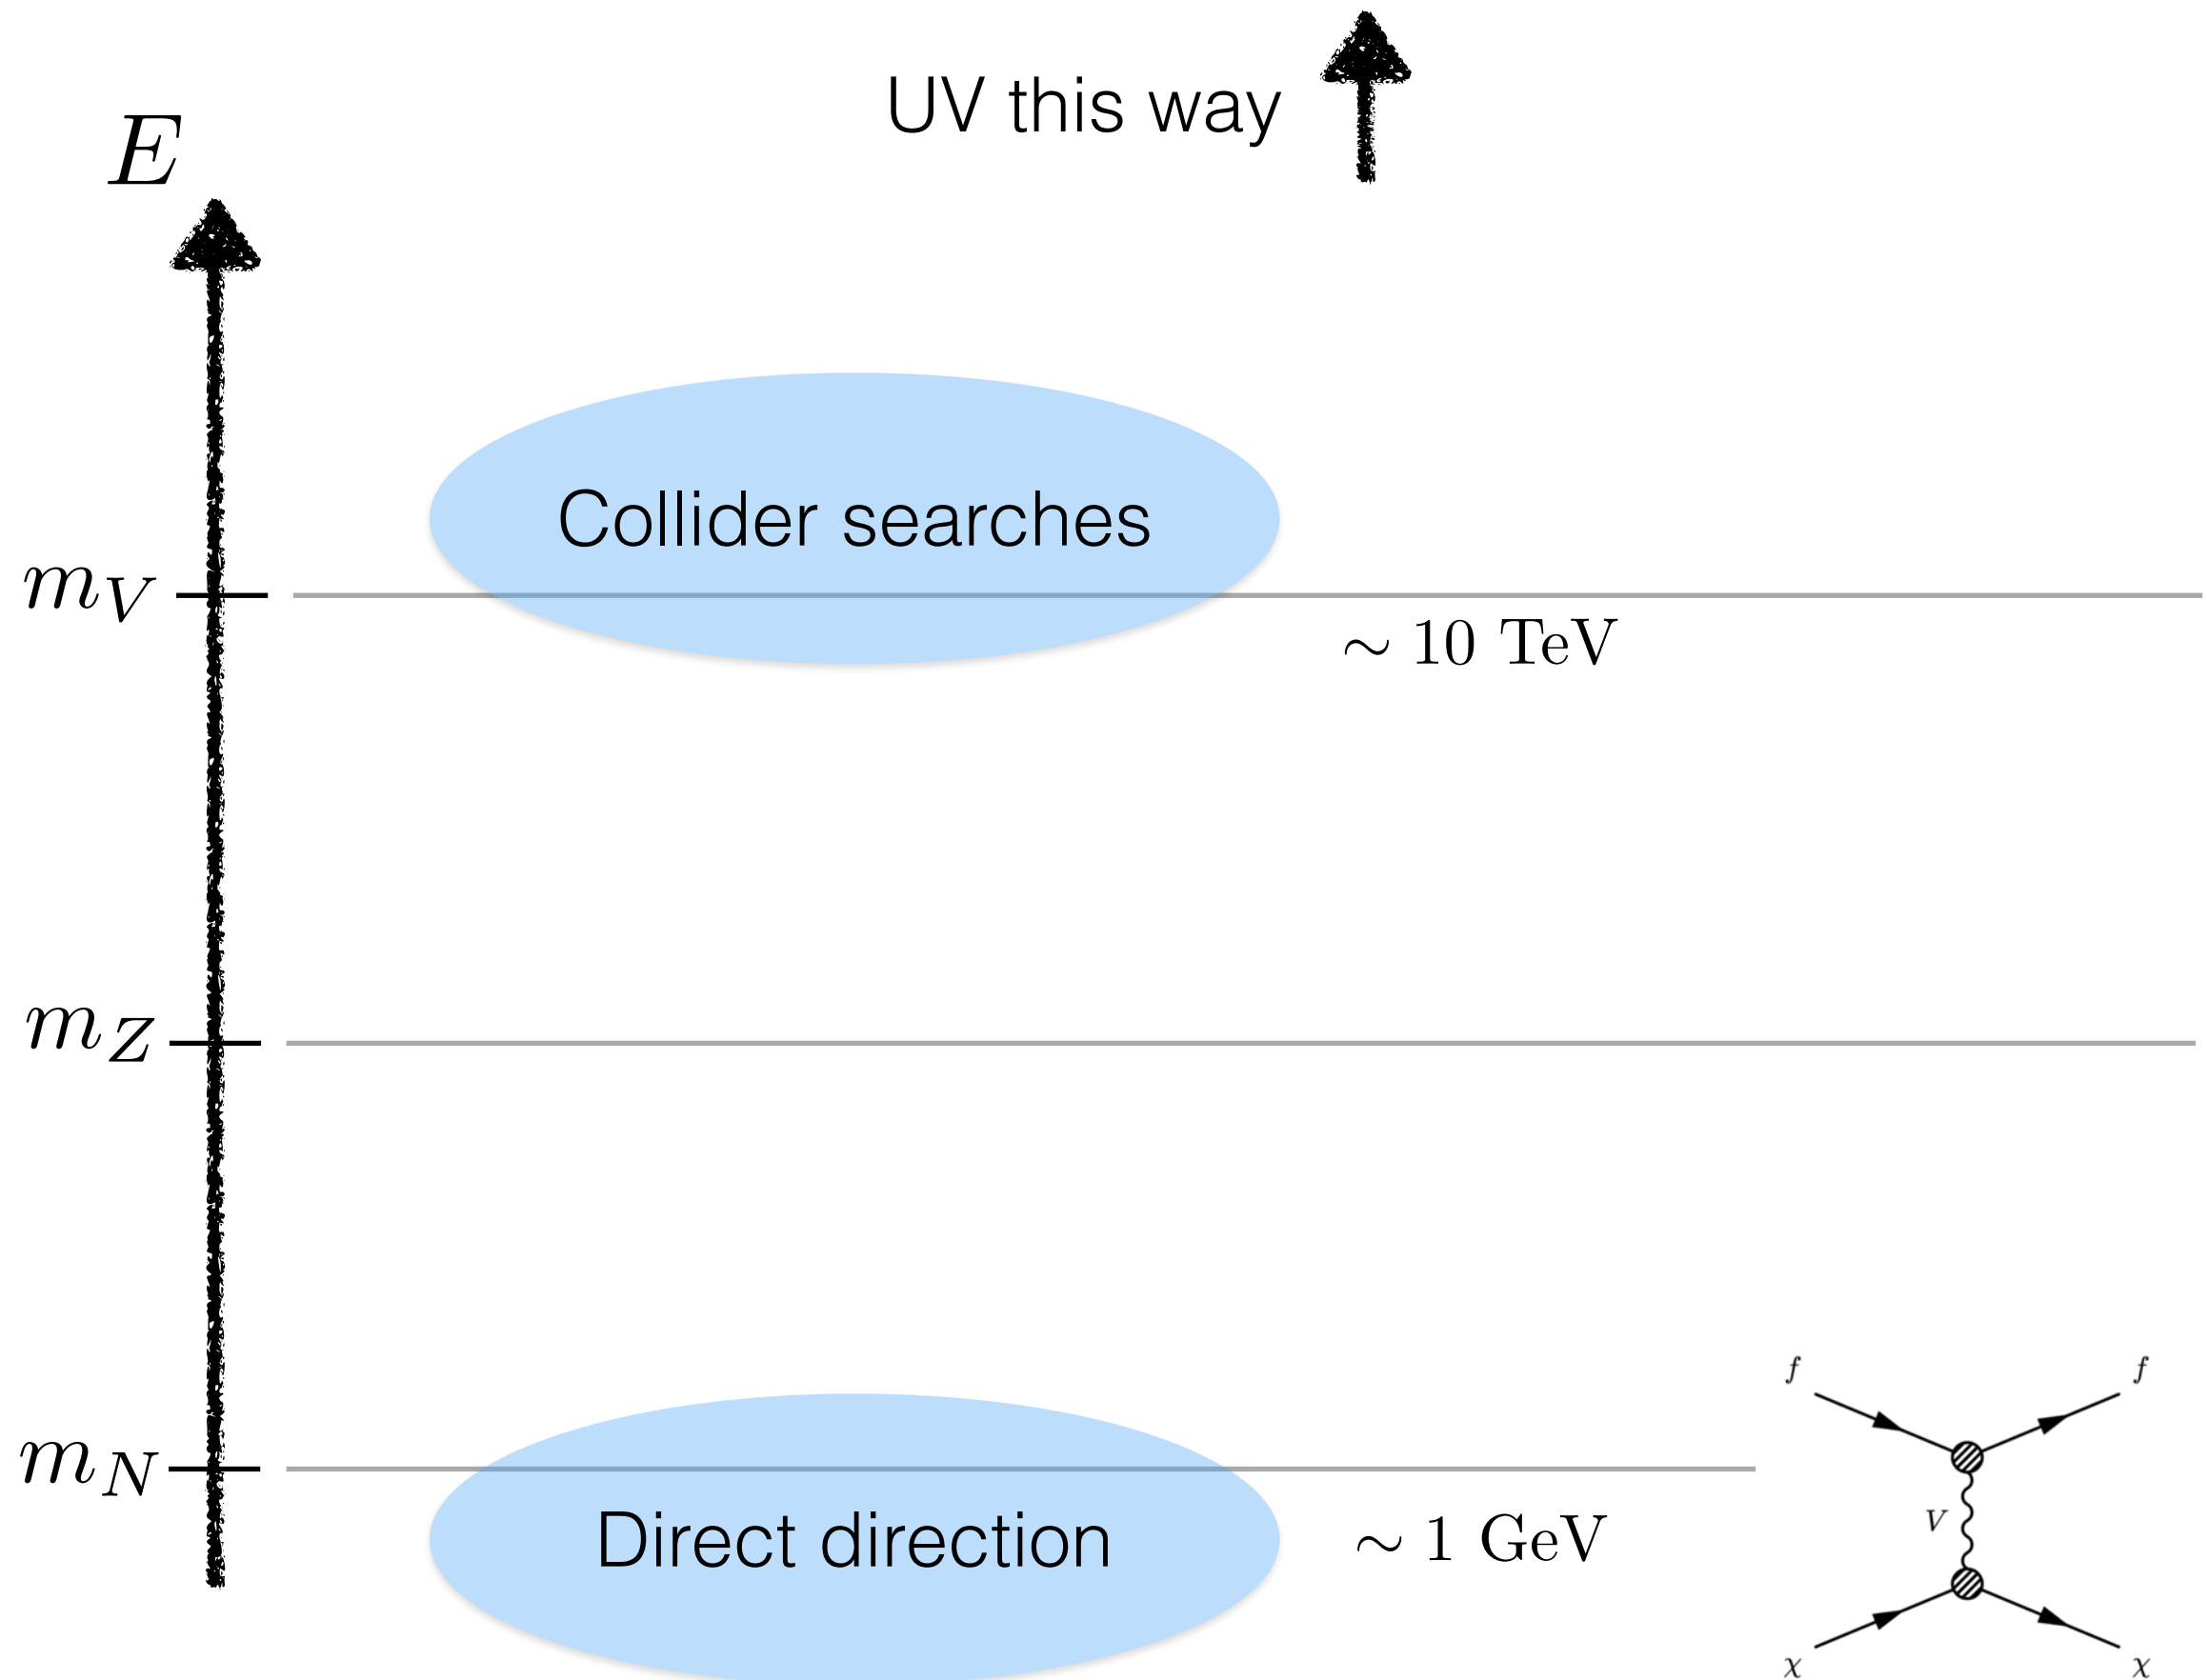 UV this way
E
Collider searches
m_V
∼ 10 TeV
m_Z
f f
m_N
Direct direction
∼ 1 GeV
V
χ χ